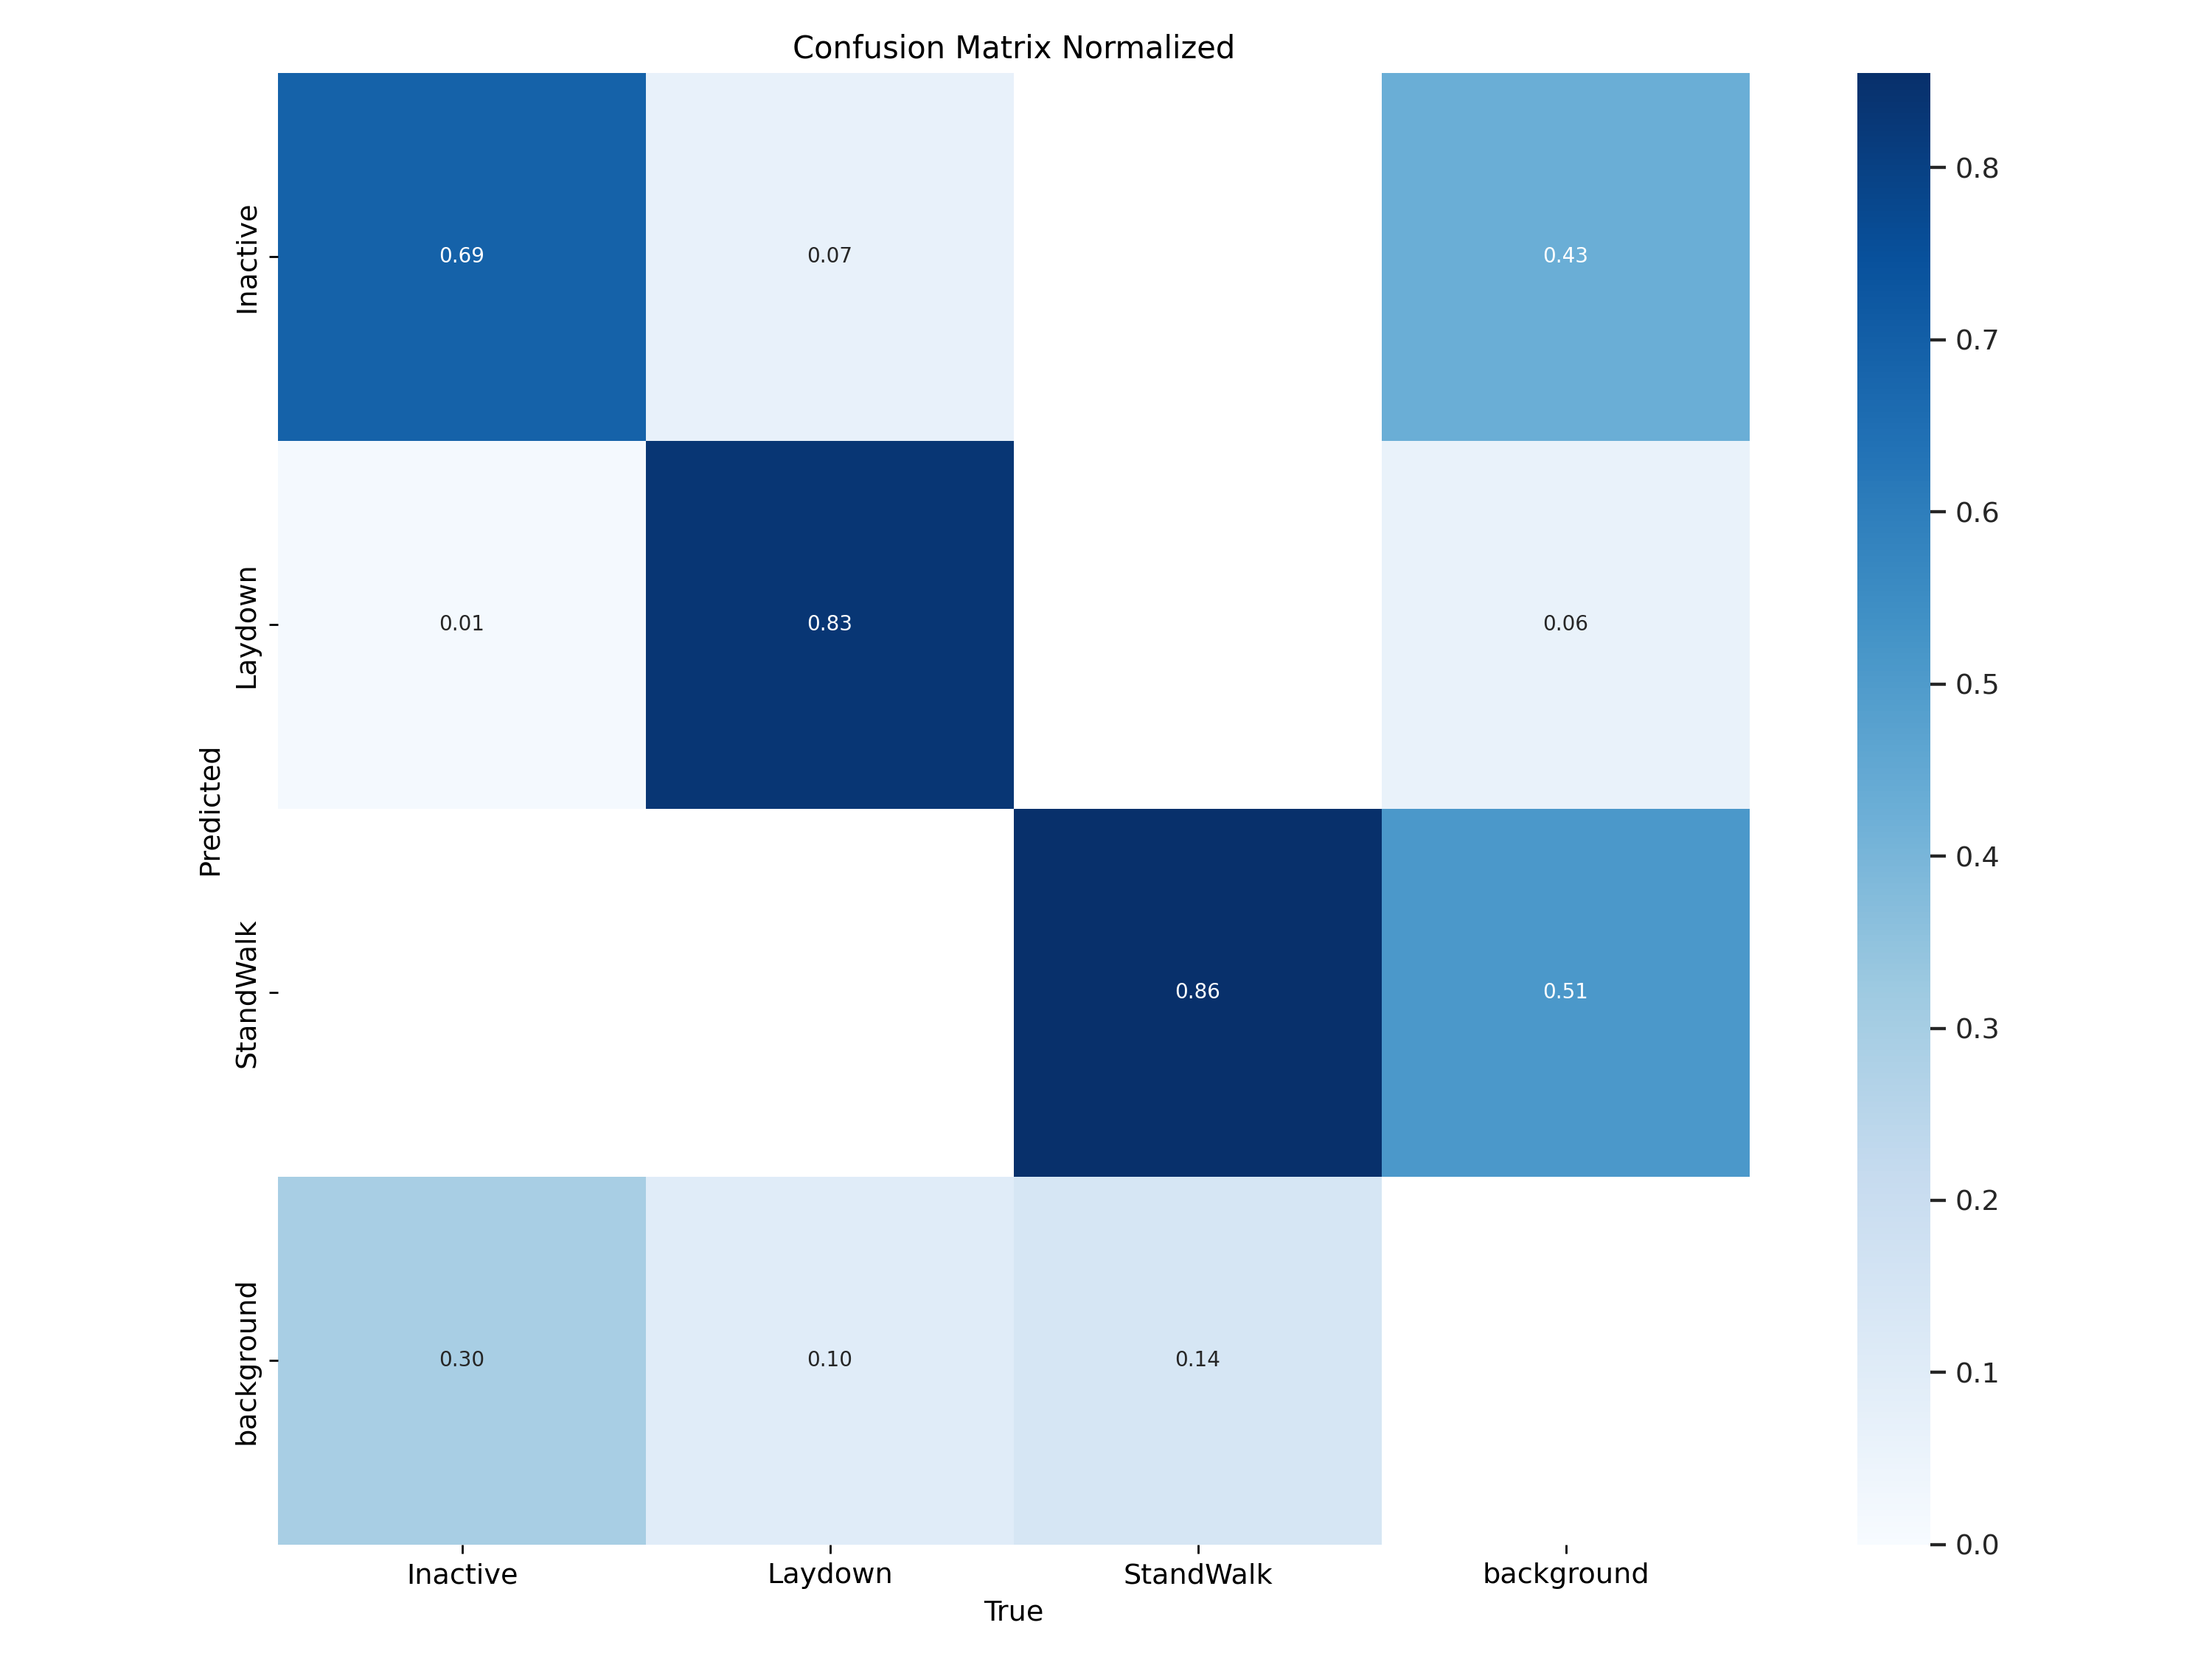 Confusion Matrix Normalized
Inactive
0.69
0.07
0.43
Laydown
0.01
0.83
0.06
StandWalk
0.86
0.51
background
0.30
0.10
0.14
Predicted
Inactive
Laydown
StandWalk
background
True
0.8
0.7
0.6
0.5
0.4
0.3
0.2
0.1
0.0